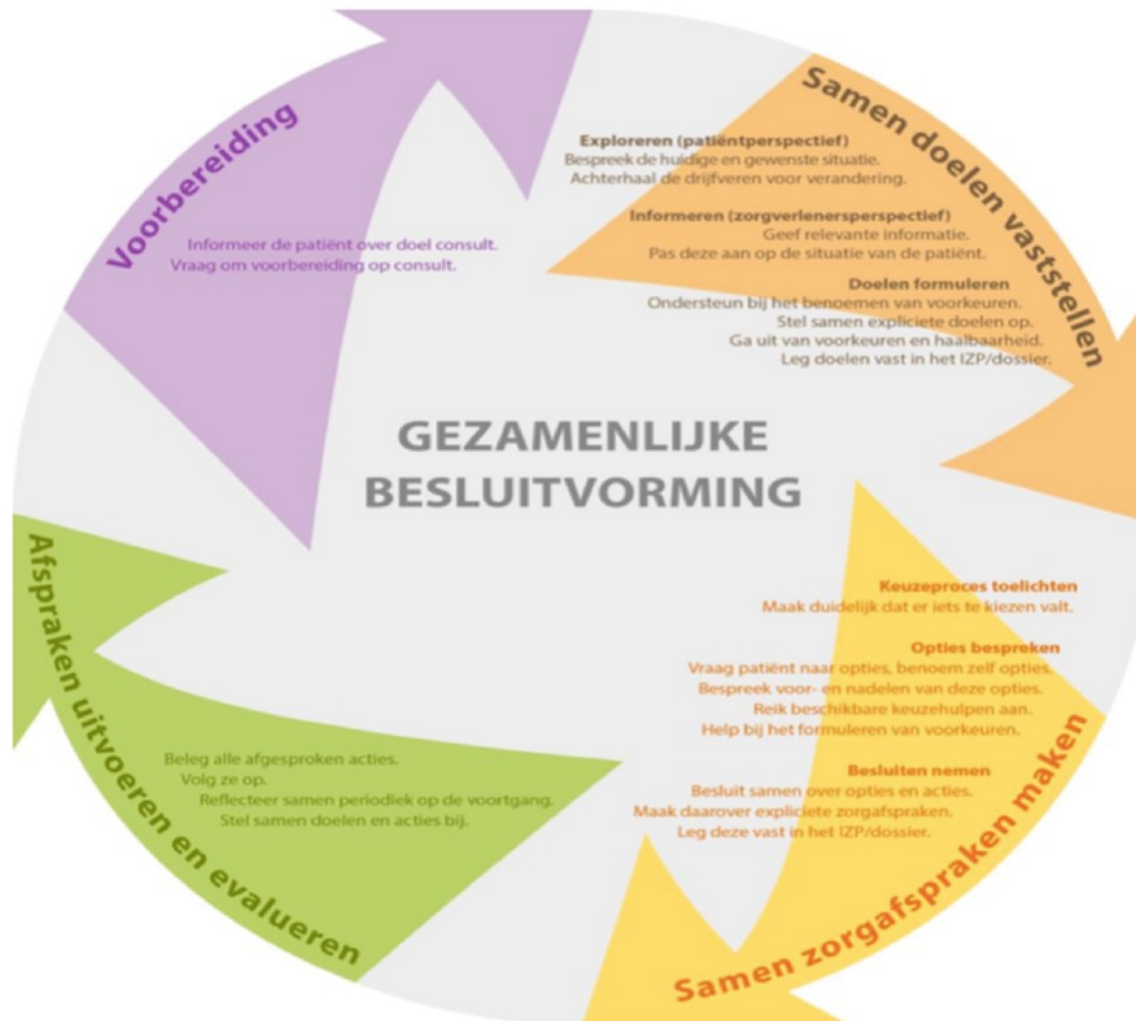 Voorbereiding
Informeer de patiënt over doel consult.
Vraag om voorbereiding op consult.
Samen doelen vaststellen
Exploreren (patiëntperspectief)
Bespreek de huidige en gewenste situatie.
Achterhaal de drijfveren voor verandering.
Informeren (zorgverlenersperspectief)
Geef relevante informatie.
Pas deze aan op de situatie van de patiënt.
Doelen formuleren
Ondersteun bij het benoemen van voorkeuren.
Stel samen expliciete doelen op.
Ga uit van voorkeuren en haalbaarheid.
Leg doelen vast in het IZP/dossier.
GEZAMENLIJKE
BESLUITVORMING
Keuzeproces toelichten
Maak duidelijk dat er iets te kiezen valt.
Opties bespreken
Vraag patiënt naar opties, benoem zelf opties.
Bespreek voor- en nadelen van deze opties.
Reik beschikbare keuzehulpen aan.
Help bij het formuleren van voorkeuren.
Besluiten nemen
Besluit samen over opties en acties.
Maak daarover expliciete zorgafspraken.
Leg deze vast in het IZP/dossier.
Samen zorgafspraken maken
Afspraken uitvoeren en evalueren
Beleg alle afgesproken acties.
Volg ze op.
Reflecteer samen periodiek op de voortgang.
Stel samen doelen en acties bij.